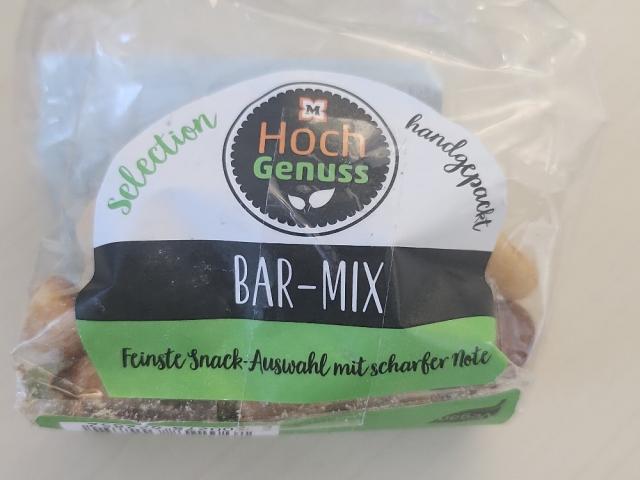 Selection
M
Hoch
Genuss
handgepackt
BAR-MIX
Feinste Snack-Auswahl mit scharfer Note